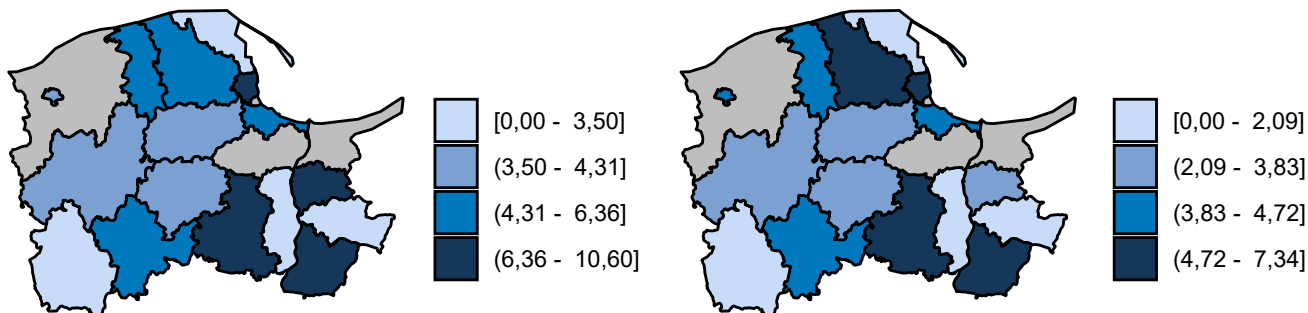 [0,00 - 3,50]
(3,50 - 4,31]
(4,31 - 6,36]
(6,36 - 10,60]
[0,00 - 2,09]
(2,09 - 3,83]
(3,83 - 4,72]
(4,72 - 7,34]